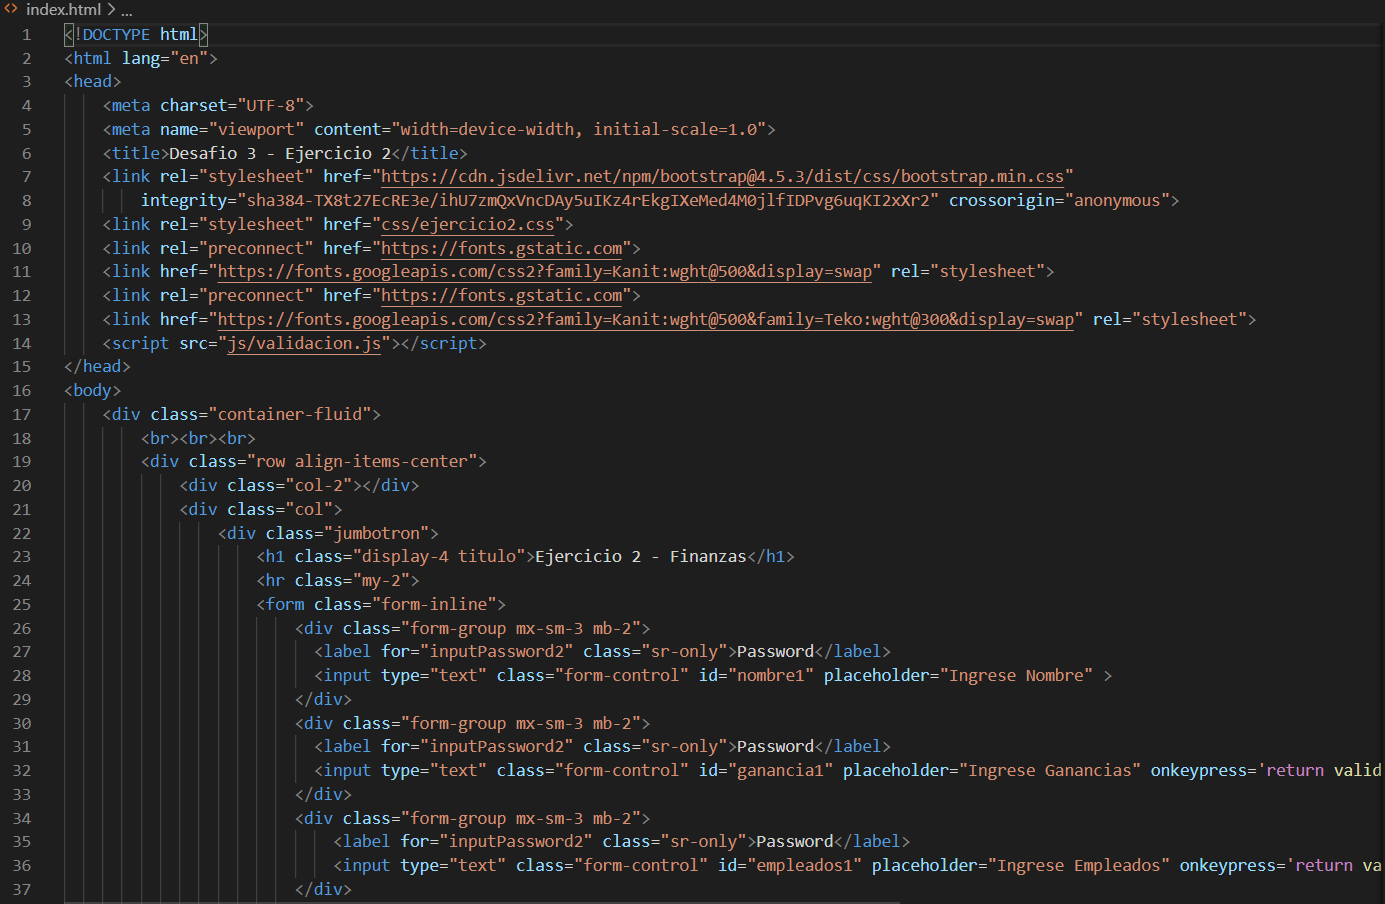 index.html > ...
1 <!DOCTYPE html>
2 <html lang="en">
3 <head>
4 <meta charset="UTF-8">
5 <meta name="viewport" content="width=device-width, initial-scale=1.0">
6 <title>Desafio 3 - Ejercicio 2</title>
7 <link rel="stylesheet" href="https://cdn.jsdelivr.net/npm/bootstrap@4.5.3/dist/css/bootstrap.min.css"
8 integrity="sha384-TX8t27EcRE3e/ihU7zmQxVncDAy5uIKz4rEkgIXeMed4M0jlfIDPvg6uqKI2xXr2" crossorigin="anonymous">
9 <link rel="stylesheet" href="css/ejercicio2.css">
10 <link rel="preconnect" href="https://fonts.gstatic.com">
11 <link href="https://fonts.googleapis.com/css2?family=Kanit:wght@500&display=swap" rel="stylesheet">
12 <link rel="preconnect" href="https://fonts.gstatic.com">
13 <link href="https://fonts.googleapis.com/css2?family=Kanit:wght@500&family=Teko:wght@300&display=swap" rel="stylesheet">
14 <script src="js/validacion.js"></script>
15 </head>
16 <body>
17 <div class="container-fluid">
18 <br><br><br>
19 <div class="row align-items-center">
20 <div class="col-2"></div>
21 <div class="col">
22 <div class="jumbotron">
23 <h1 class="display-4 titulo">Ejercicio 2 - Finanzas</h1>
24 <hr class="my-2">
25 <form class="form-inline">
26 <div class="form-group mx-sm-3 mb-2">
27 <label for="inputPassword2" class="sr-only">Password</label>
28 <input type="text" class="form-control" id="nombre1" placeholder="Ingrese Nombre" >
29 </div>
30 <div class="form-group mx-sm-3 mb-2">
31 <label for="inputPassword2" class="sr-only">Password</label>
32 <input type="text" class="form-control" id="ganancia1" placeholder="Ingrese Ganancias" onkeypress='return valid
33 </div>
34 <div class="form-group mx-sm-3 mb-2">
35 <label for="inputPassword2" class="sr-only">Password</label>
36 <input type="text" class="form-control" id="empleados1" placeholder="Ingrese Empleados" onkeypress='return va
37 </div>